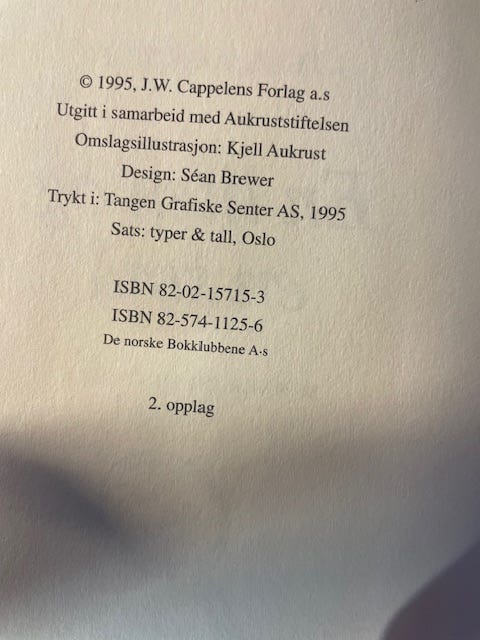 © 1995, J.W. Cappelens Forlag a.s
Utgitt i samarbeid med Aukruststiftelsen
Omslagsillustrasjon: Kjell Aukrust
Design: Séan Brewer
Trykt i: Tangen Grafiske Senter AS, 1995
Sats: typer & tall, Oslo
ISBN 82-02-15715-3
ISBN 82-574-1125-6
De norske Bokklubbene A·s
2. opplag